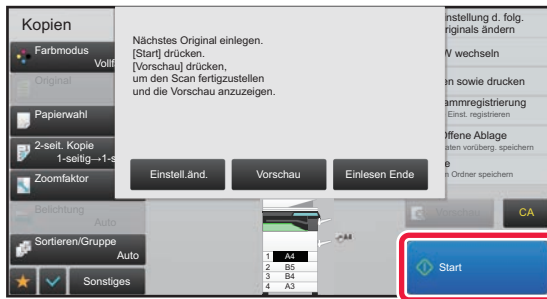 Kopien
Farbmodus
Vollf
Original
Papierwahl
2-seit. Kopie
1-seitig→1-s
Zoomfaktor
Belichtung
Auto
Sortieren/Gruppe
Auto
Sonstiges
Nächstes Original einlegen.
[Start] drücken.
[Vorschau] drücken,
um den Scan fertigzustellen
und die Vorschau anzuzeigen.
Einstell.änd.
Vorschau
Einlesen Ende
1 A4
2 B5
3 B4
4 A3
A4
instellung d. folg.
riginals ändern
W wechseln
en sowie drucken
ammregistrierung
Einst. registrieren
Offene Ablage
aten vorüberg. speichern
e
n Ordner speichern
Vorschau
CA
Start